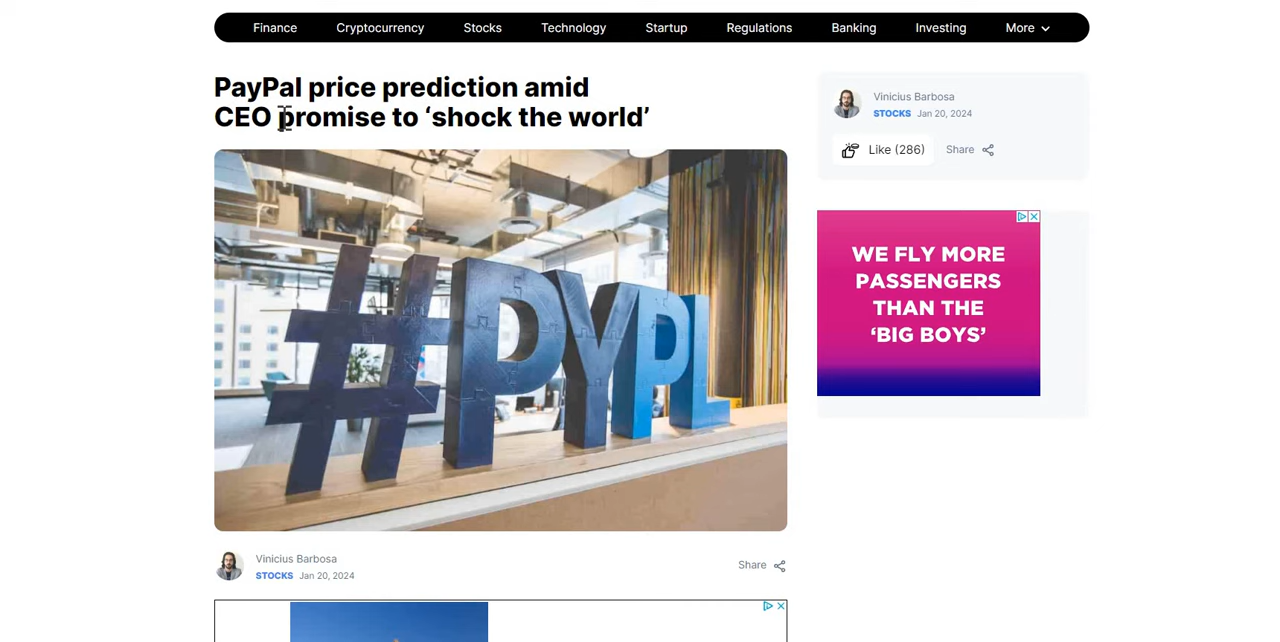 Finance Cryptocurrency Stocks Technology Startup Regulations Banking Investing More
PayPal price prediction amid
CEO promise to ‘shock the world’
#PYPL
Vinicius Barbosa
STOCKS Jan 20, 2024
Share
Vinicius Barbosa
STOCKS Jan 20, 2024
Like (286) Share
WE FLY MORE
PASSENGERS
THAN THE
‘BIG BOYS’